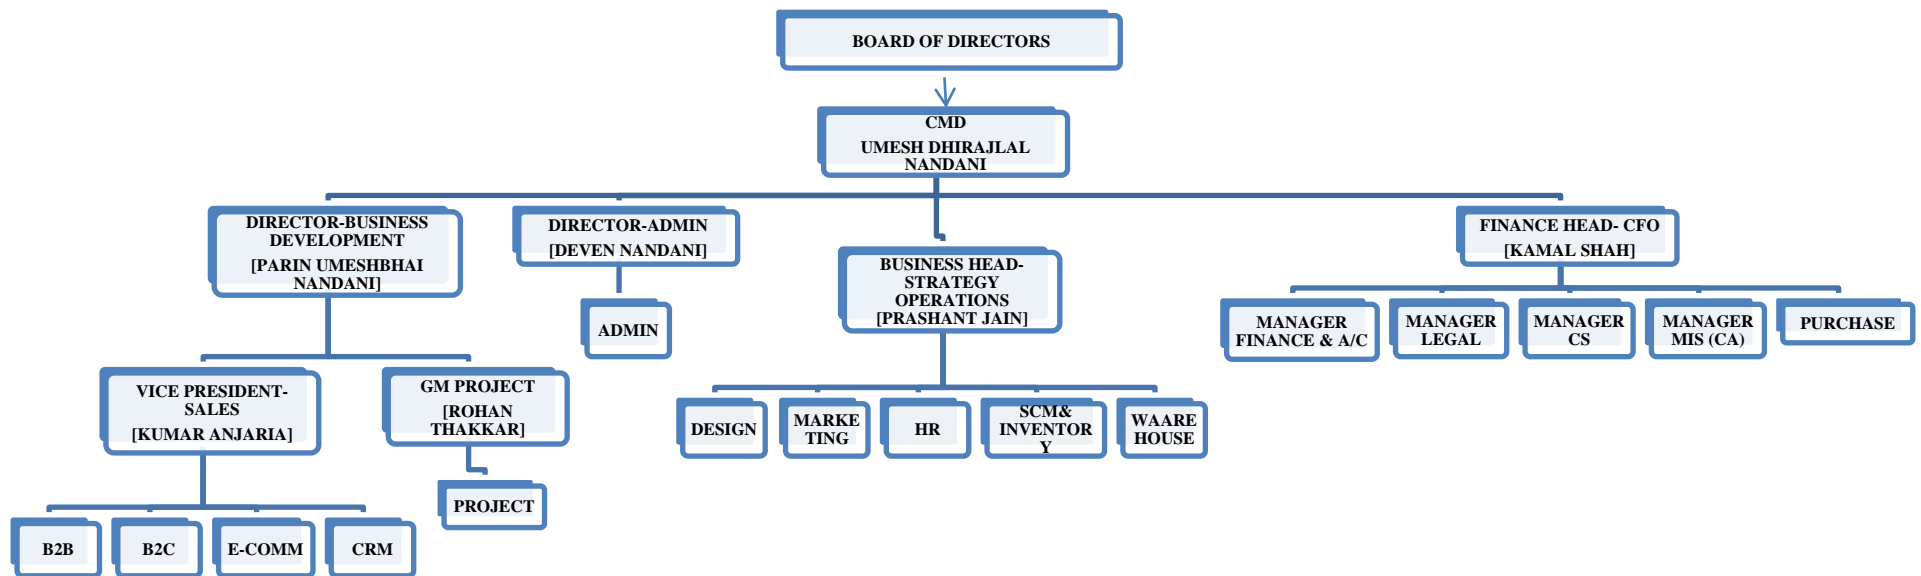 BOARD OF DIRECTORS
CMD
UMESH DHIRAJLAL
NANDANI
DIRECTOR-BUSINESS
DEVELOPMENT
[PARIN UMESHBHAI
NANDANI]
DIRECTOR-ADMIN
[DEVEN NANDANI]
BUSINESS HEAD-
STRATEGY
OPERATIONS
[PRASHANT JAIN]
FINANCE HEAD- CFO
[KAMAL SHAH]
ADMIN
MANAGER
FINANCE & A/C
MANAGER
LEGAL
MANAGER
CS
MANAGER
MIS (CA)
PURCHASE
VICE PRESIDENT-
SALES
[KUMAR ANJARIA]
GM PROJECT
[ROHAN
THAKKAR]
DESIGN
MARKE
TING
HR
SCM&
INVENTOR
Y
WAARE
HOUSE
PROJECT
B2B
B2C
E-COMM
CRM